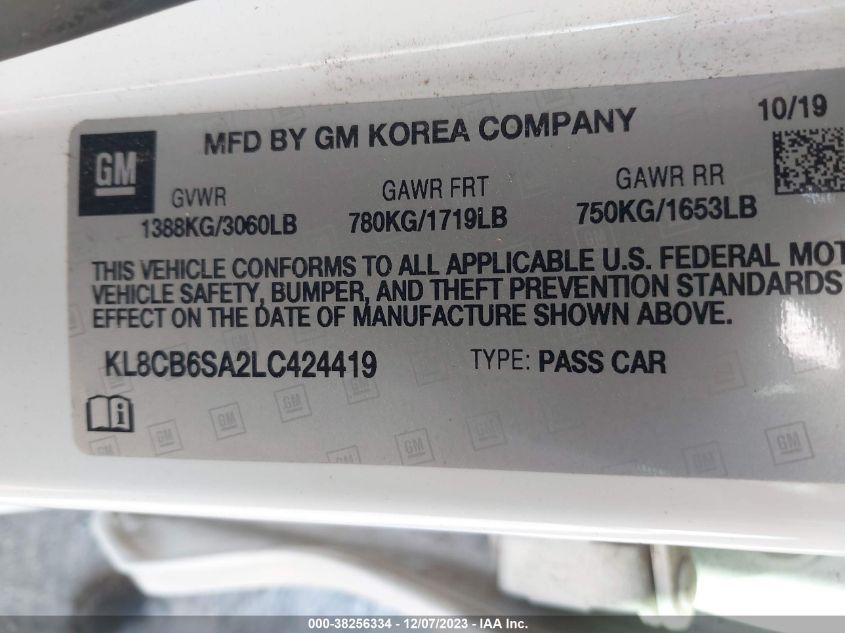 MFD BY GM KOREA COMPANY 10/19
GM
GVWR GAWR FRT GAWR RR
1388KG/3060LB 780KG/1719LB 750KG/1653LB
THIS VEHICLE CONFORMS TO ALL APPLICABLE U.S. FEDERAL MOT
VEHICLE SAFETY, BUMPER, AND THEFT PREVENTION STANDARDS
EFFECT ON THE DATE OF MANUFACTURE SHOWN ABOVE.
KL8CB6SA2LC424419 TYPE: PASS CAR
000-38256334 — 12/07/2023 — IAA Inc.